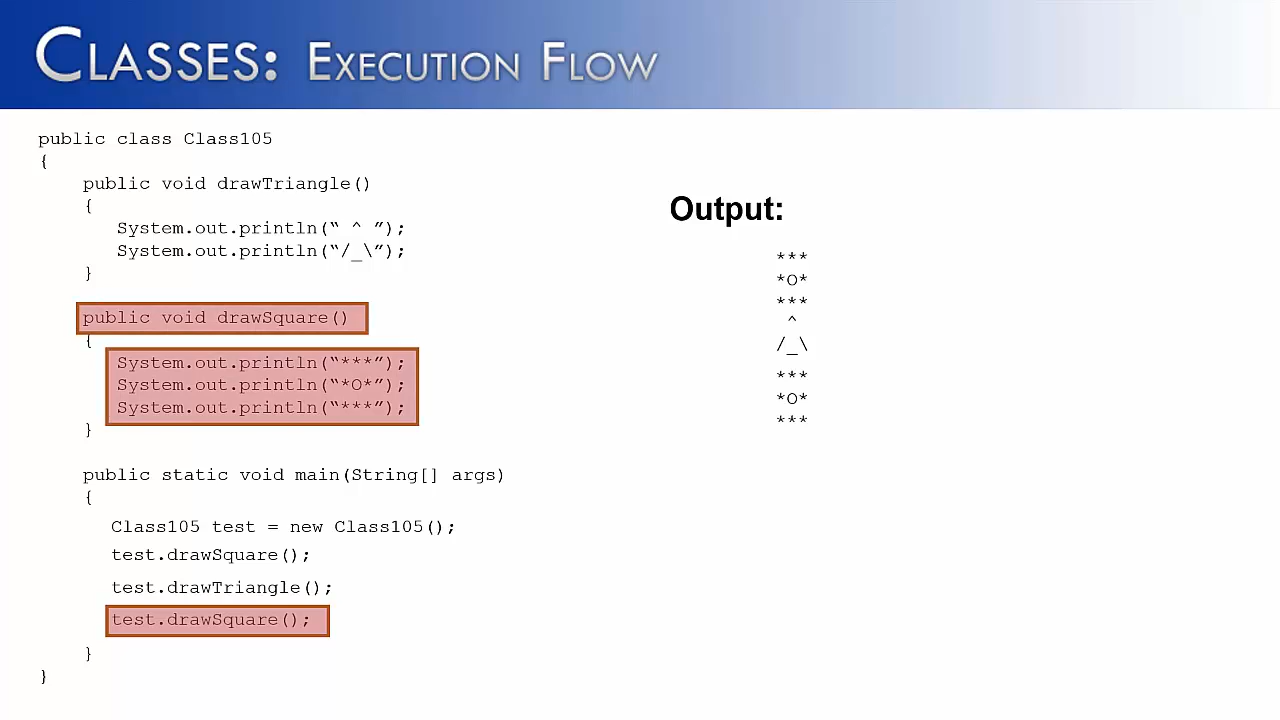 CLASSES: EXECUTION FLOW
public class Class105
{
public void drawTriangle()
{
System.out.println(“ ^ ”);
System.out.println(“/_\”);
}
public void drawSquare()
{
System.out.println(“***”);
System.out.println(“*O*”);
System.out.println(“***”);
}
public static void main(String[] args)
{
Class105 test = new Class105();
test.drawSquare();
test.drawTriangle();
test.drawSquare();
}
}
Output:
***
*O*
***
^
/_\
***
*O*
***